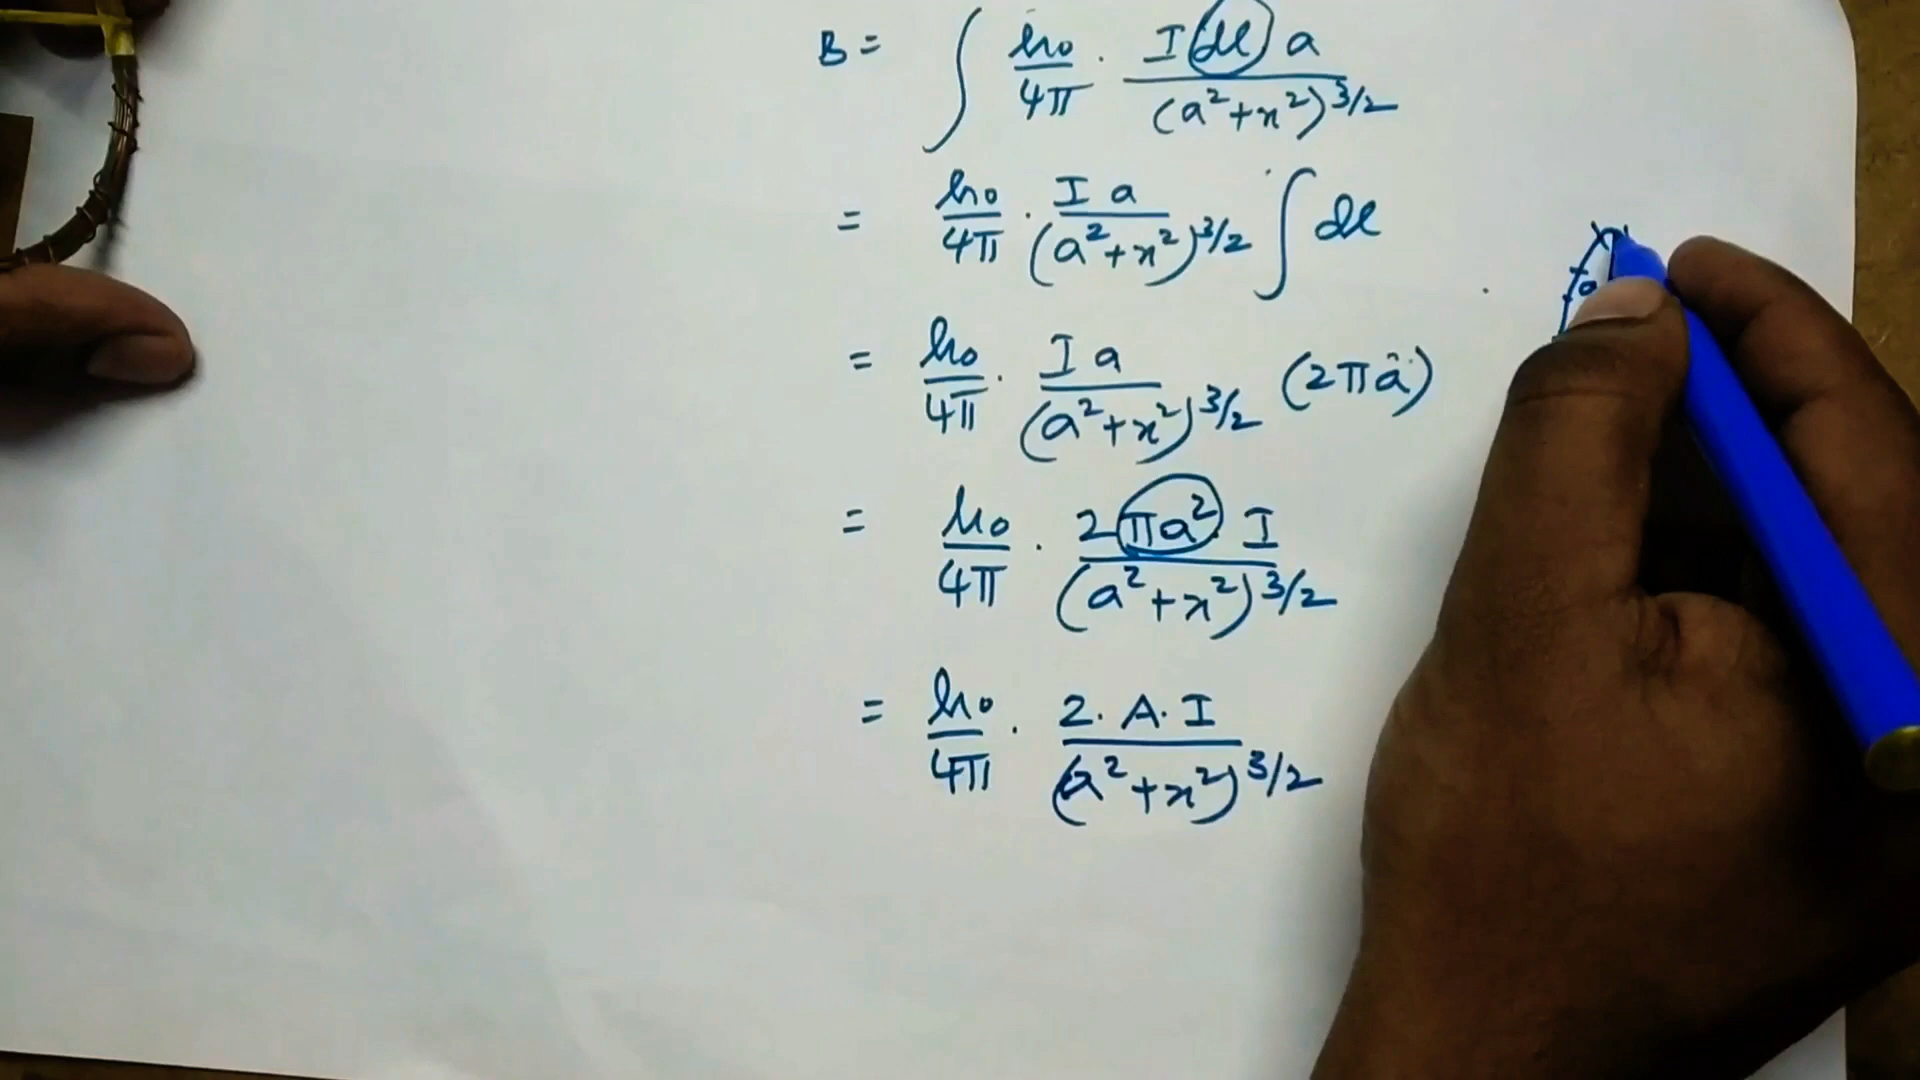 B = ∫ μ₀/4π · I dl a/(a²+x²)^3/2
= μ₀/4π · I a/(a²+x²)^3/2 ∫ dl
= μ₀/4π · I a/(a²+x²)^3/2 (2πa)
= μ₀/4π · 2πa² · I/(a²+x²)^3/2
= μ₀/4π · 2. A. I/(a²+x²)^3/2
a